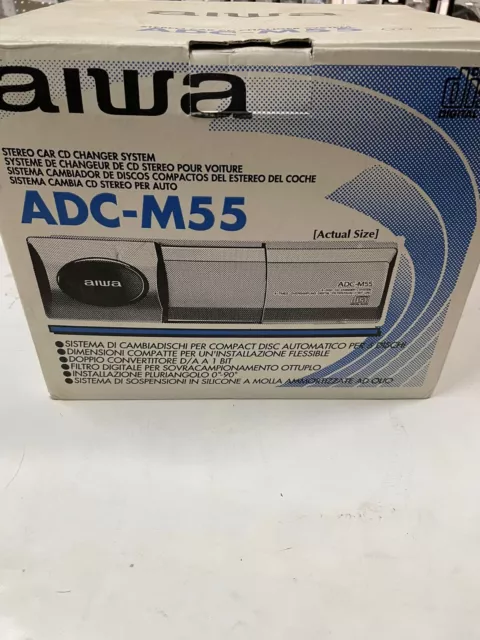 aiwa
DIGITAL
STEREO CAR CD CHANGER SYSTEM
SYSTEME DE CHANGEUR DE CD STEREO POUR VOITURE
SISTEMA CAMBIADOR DE DISCOS COMPACTOS DEL ESTEREO DEL COCHE
SISTEMA CAMBIA CD STEREO PER AUTO
ADC-M55
[Actual Size]
aiwa
ADC-M55
•SISTEMA DI CAMBIADISCHI PER COMPACT DISC AUTOMATICO PER DISCHI
•DIMENSIONI COMPATTE PER UN'INSTALLAZIONE FLESSIBILE
•DOPPIO CONVERTITORE D/A A 1 BIT
•FILTRO DIGITALE PER SOVRACAMPIONAMENTO OTTUPLO
•INSTALLAZIONE PLURIANGOLO 0°-90°
•SISTEMA DI SOSPENSIONI IN SILICONE A MOLLA AMMORTIZZATE AD OLIO